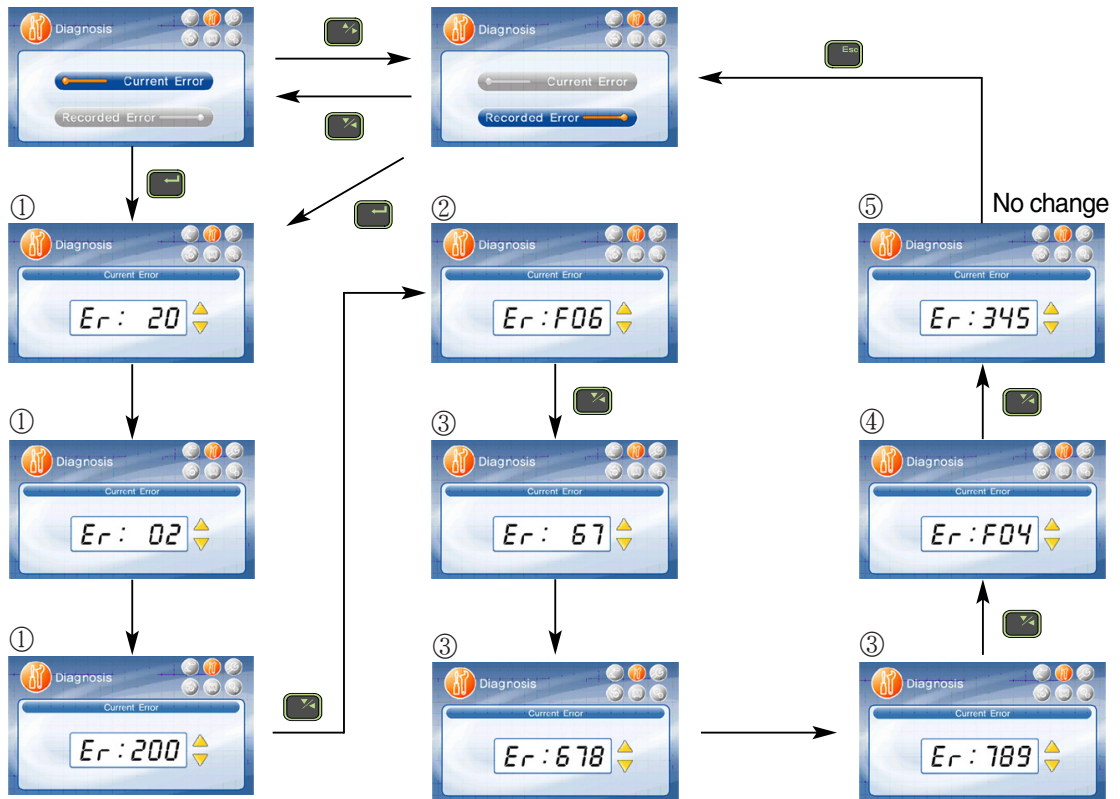 Diagnosis
Current Error
Recorded Error
Diagnosis
Current Error
Recorded Error
Esc
①
Diagnosis
Current Error
Er: 20
②
Diagnosis
Current Error
Er:F06
⑤
No change
Diagnosis
Current Error
Er:345
①
Diagnosis
Current Error
Er: 02
③
Diagnosis
Current Error
Er: 67
④
Diagnosis
Current Error
Er:F04
①
Diagnosis
Current Error
Er:200
③
Diagnosis
Current Error
Er:678
③
Diagnosis
Current Error
Er:789